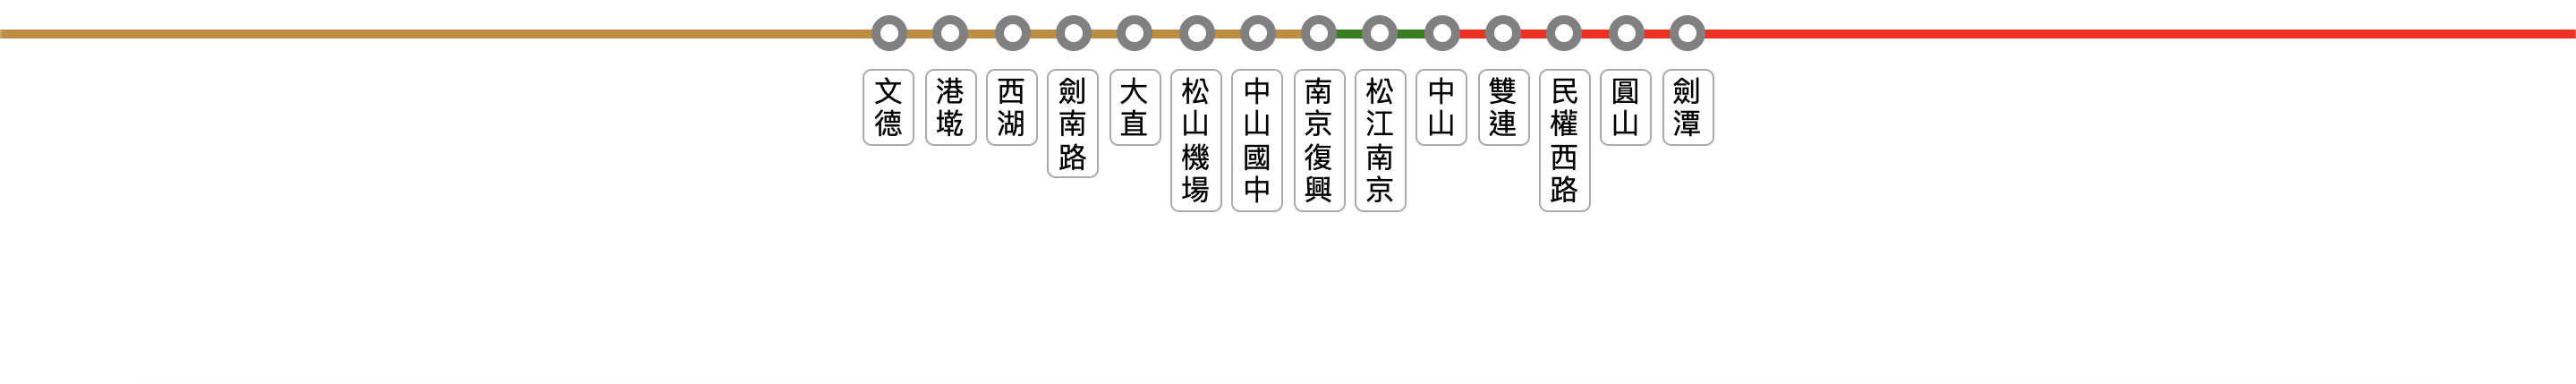 文德
港墘
西湖
劍南路
大直
松山機場
中山國中
南京復興
松江南京
中山
雙連
民權西路
圓山
劍潭